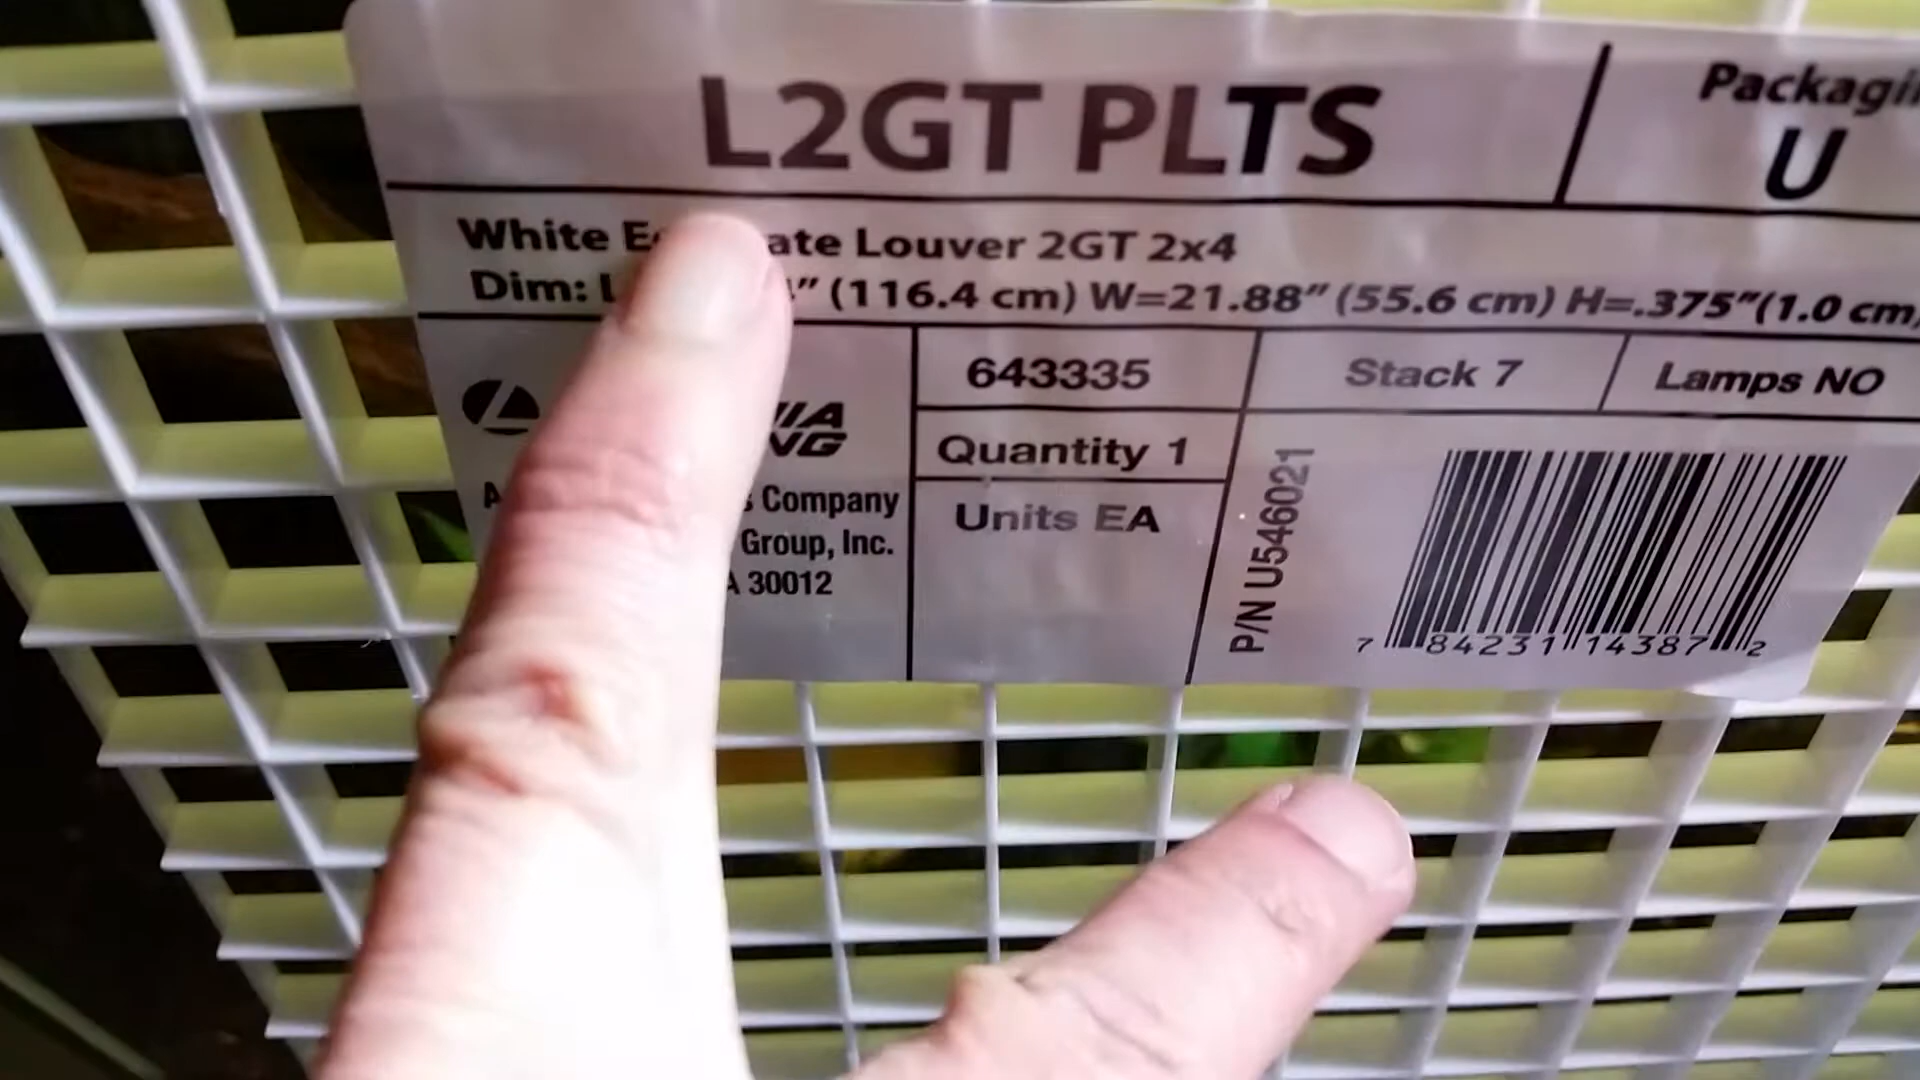 L2GT PLTS
Packagi
U
White E ate Louver 2GT 2x4
Dim: L " (116.4 cm) W=21.88" (55.6 cm) H=.375"(1.0 cm
643335
Stack 7
Lamps NO
IA
NG
Quantity 1
A Company
Group, Inc.
A 30012
Units EA
P/N U546021
7 84231 14387 2